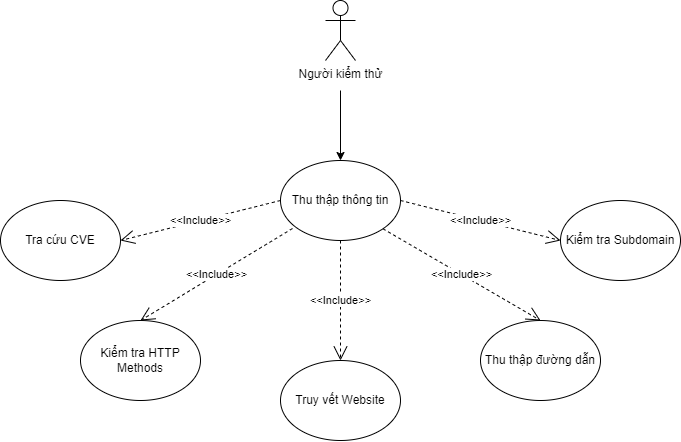 Người kiểm thử
Thu thập thông tin
<<Include>>
<<Include>>
Tra cứu CVE
Kiểm tra Subdomain
<<Include>>
<<Include>>
<<Include>>
Kiểm tra HTTP
Methods
Thu thập đường dẫn
Truy vết Website